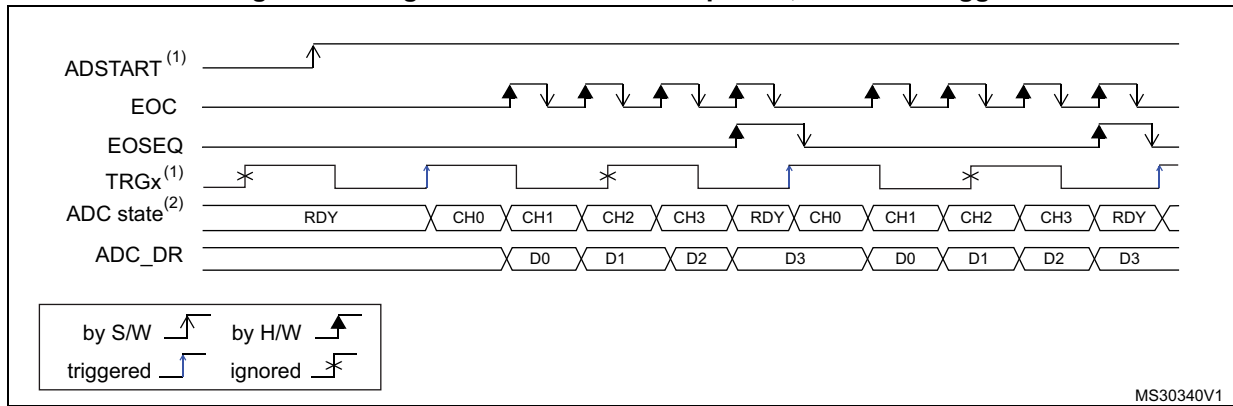 ADSTART (1)
EOC
EOSEQ
TRGx(1)
ADC state(2) RDY CH0 CH1 CH2 CH3 RDY CH0 CH1 CH2 CH3 RDY
ADC_DR D0 D1 D2 D3 D0 D1 D2 D3
by S/W by H/W
triggered ignored
MS30340V1